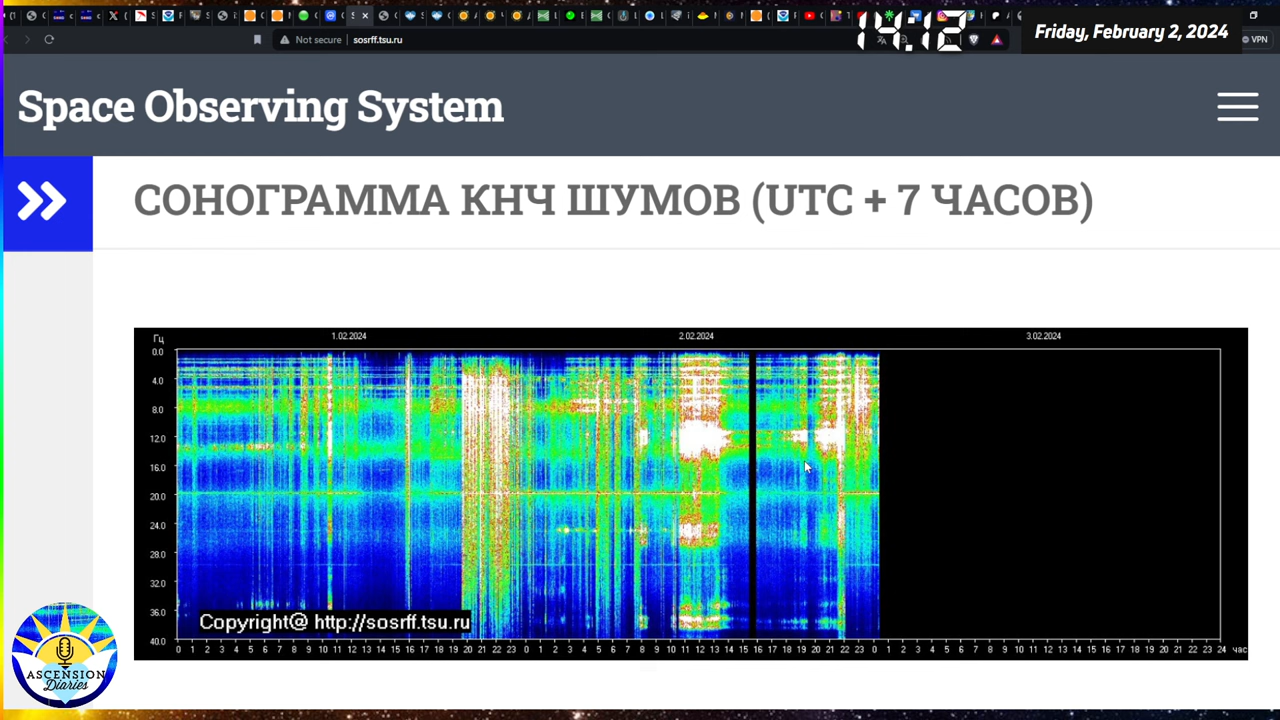 14:12
Friday, February 2, 2024
Not secure | sosrff.tsu.ru
VPN
Space Observing System
СОНОГРАММА КНЧ ШУМОВ (UTC + 7 ЧАСОВ)
Гц 1.02.2024 2.02.2024 3.02.2024
0.0
4.0
8.0
12.0
16.0
20.0
24.0
28.0
32.0
36.0
40.0
Copyright@ http://sosrff.tsu.ru
0 1 2 3 4 5 6 7 8 9 10 11 12 13 14 15 16 17 18 19 20 21 22 23 0 1 2 3 4 5 6 7 8 9 10 11 12 13 14 15 16 17 18 19 20 21 22 23 0 1 2 3 4 5 6 7 8 9 10 11 12 13 14 15 16 17 18 19 20 21 22 23 24 час
ASCENSION
Diaries